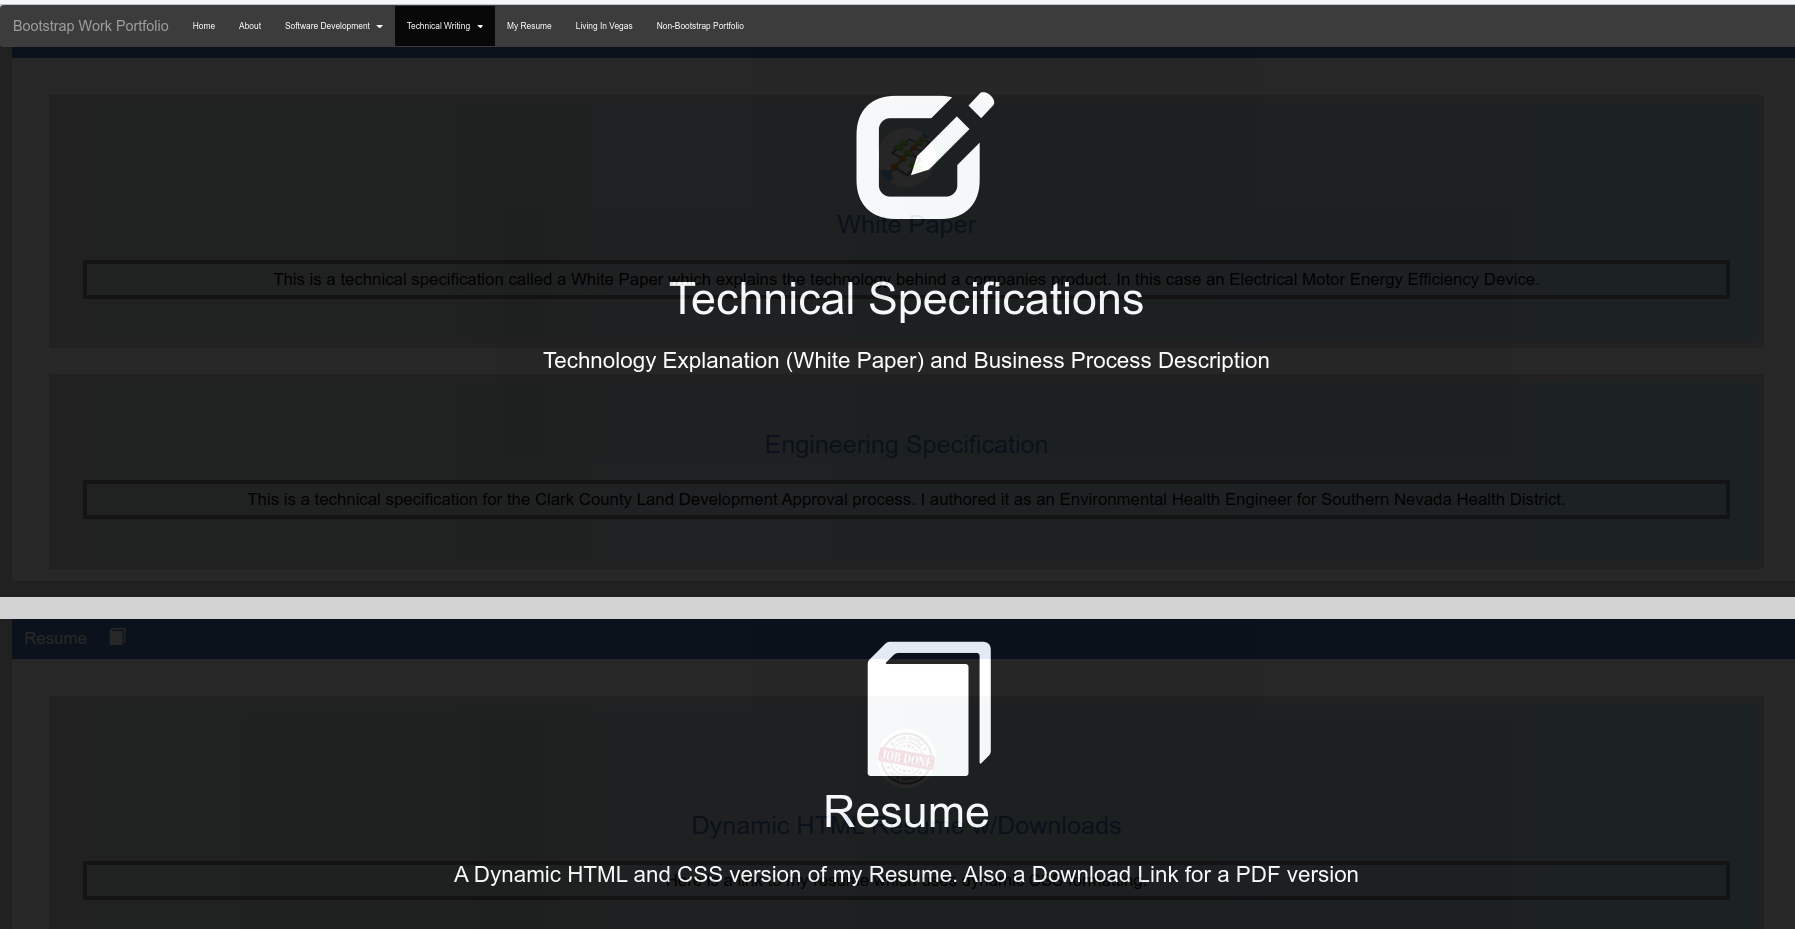 Bootstrap Work Portfolio Home About Software Development Technical Writing My Resume Living In Vegas Non-Bootstrap Portfolio
White Paper
This is a technical specification called a White Paper which explains the technology behind a companies product. In this case an Electrical Motor Energy Efficiency Device.
Technical Specifications
Technology Explanation (White Paper) and Business Process Description
Engineering Specification
This is a technical specification for the Clark County Land Development Approval process. I authored it as an Environmental Health Engineer for Southern Nevada Health District.
Resume
JOB DONE
Resume
Dynamic HTML Resume w/Downloads
A Dynamic HTML and CSS version of my Resume. Also a Download Link for a PDF version
Here is a link to my resume which uses dynamic CSS formatting.